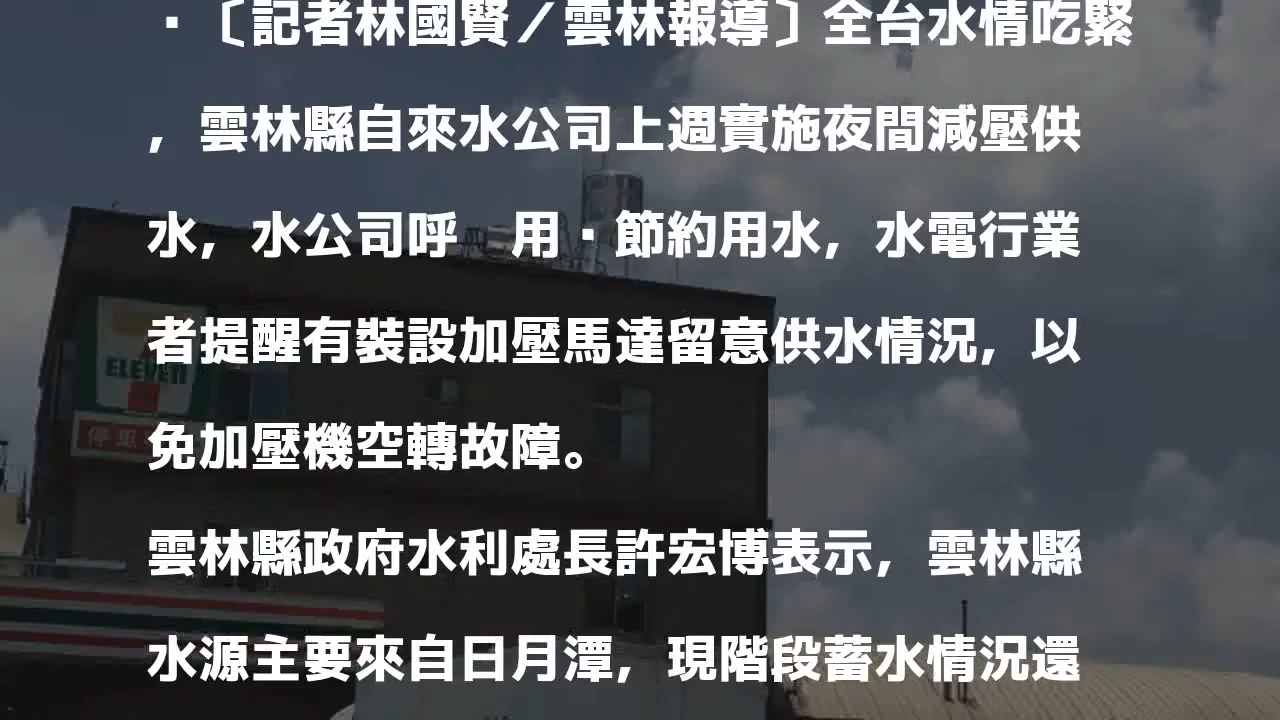 ·〔記者林國賢／雲林報導〕全台水情吃緊
，雲林縣自來水公司上週實施夜間減壓供
水，水公司呼　用·節約用水，水電行業
者提醒有裝設加壓馬達留意供水情況，以
免加壓機空轉故障。
雲林縣政府水利處長許宏博表示，雲林縣
水源主要來自日月潭，現階段蓄水情況還
ELEVEn
停車